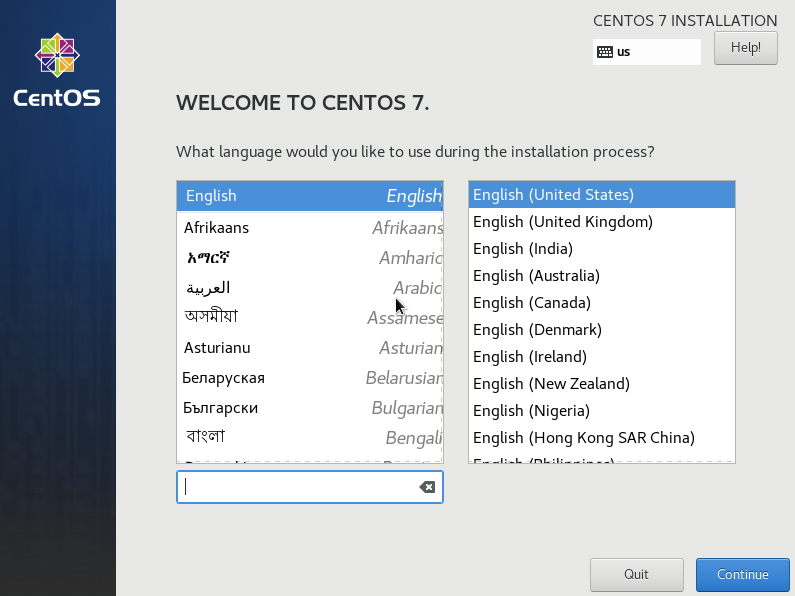 CENTOS 7 INSTALLATION
us
Help!
CentOS
WELCOME TO CENTOS 7.
What language would you like to use during the installation process?
English English
Afrikaans Afrikaans
አማርኛ Amharic
العربية Arabic
অসমীয়া Assamese
Asturianu Asturian
Беларуская Belarusian
Български Bulgarian
বাংলা Bengali
English (United States)
English (United Kingdom)
English (India)
English (Australia)
English (Canada)
English (Denmark)
English (Ireland)
English (New Zealand)
English (Nigeria)
English (Hong Kong SAR China)
English (Philippines)
Quit
Continue